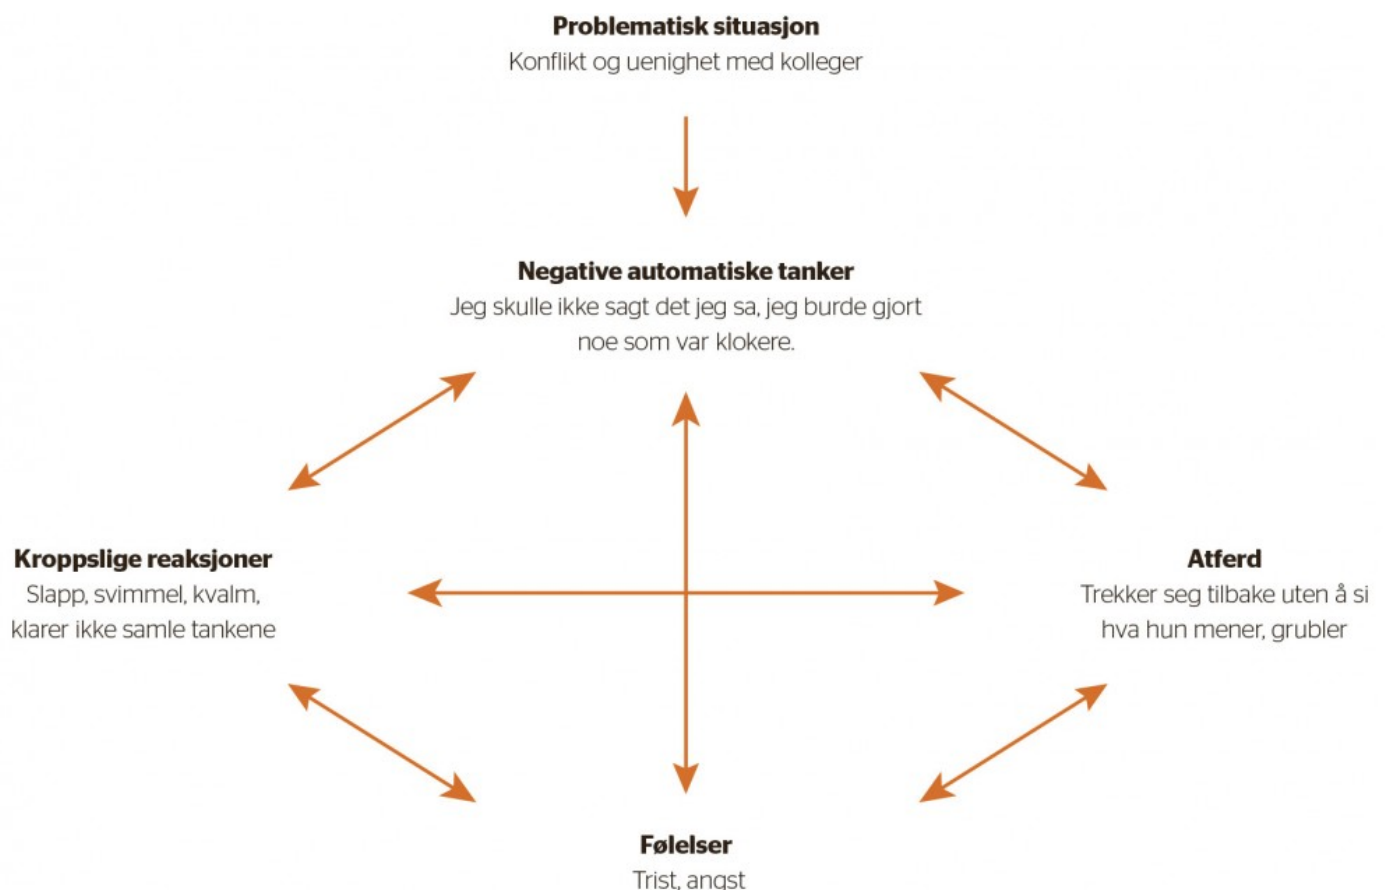 Problematisk situasjon
Konflikt og uenighet med kolleger
Negative automatiske tanker
Jeg skulle ikke sagt det jeg sa, jeg burde gjort
noe som var klokere.
Kroppslige reaksjoner
Slapp, svimmel, kvalm,
klarer ikke samle tankene
Atferd
Trekker seg tilbake uten å si
hva hun mener, grubler
Følelser
Trist, angst